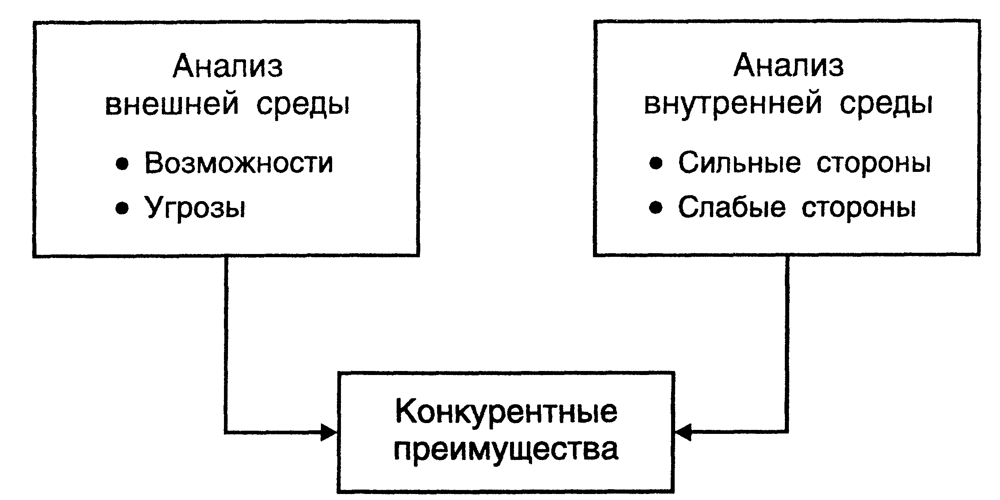 Анализ
внешней среды
● Возможности
● Угрозы
Анализ
внутренней среды
● Сильные стороны
● Слабые стороны
Конкурентные
преимущества